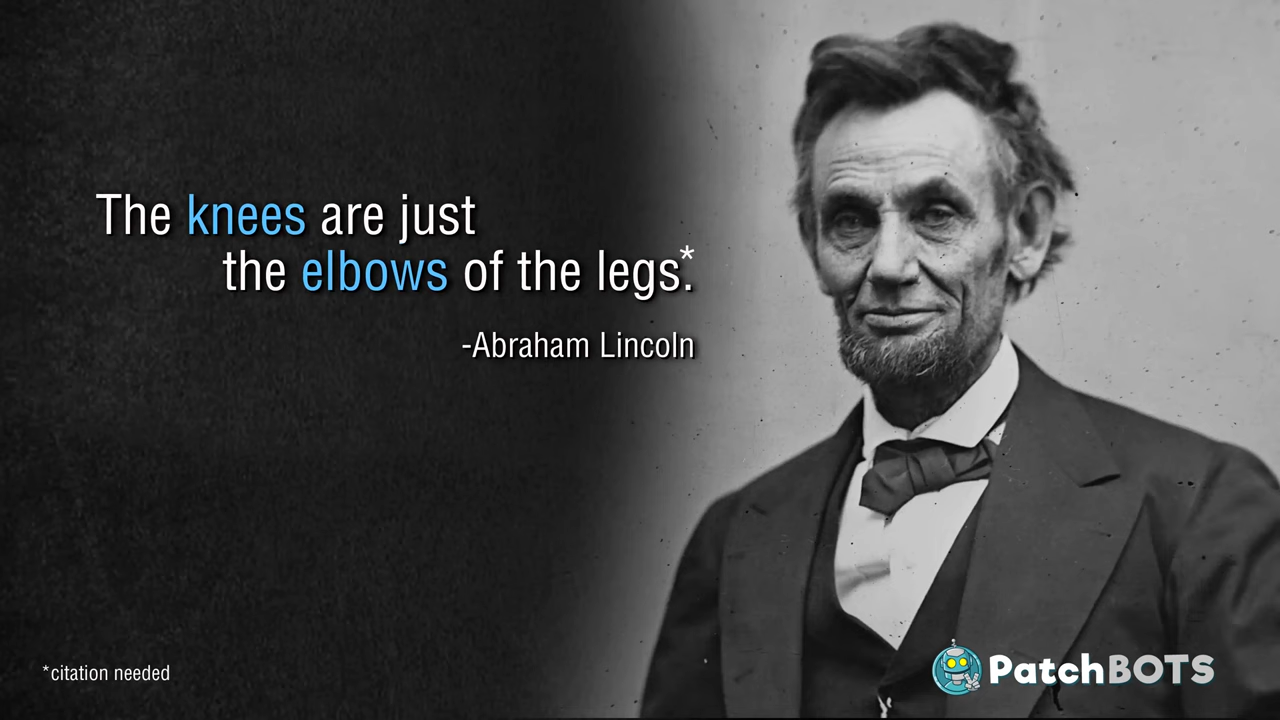 The knees are just
the elbows of the legs.*
-Abraham Lincoln
*citation needed
PatchBOTS